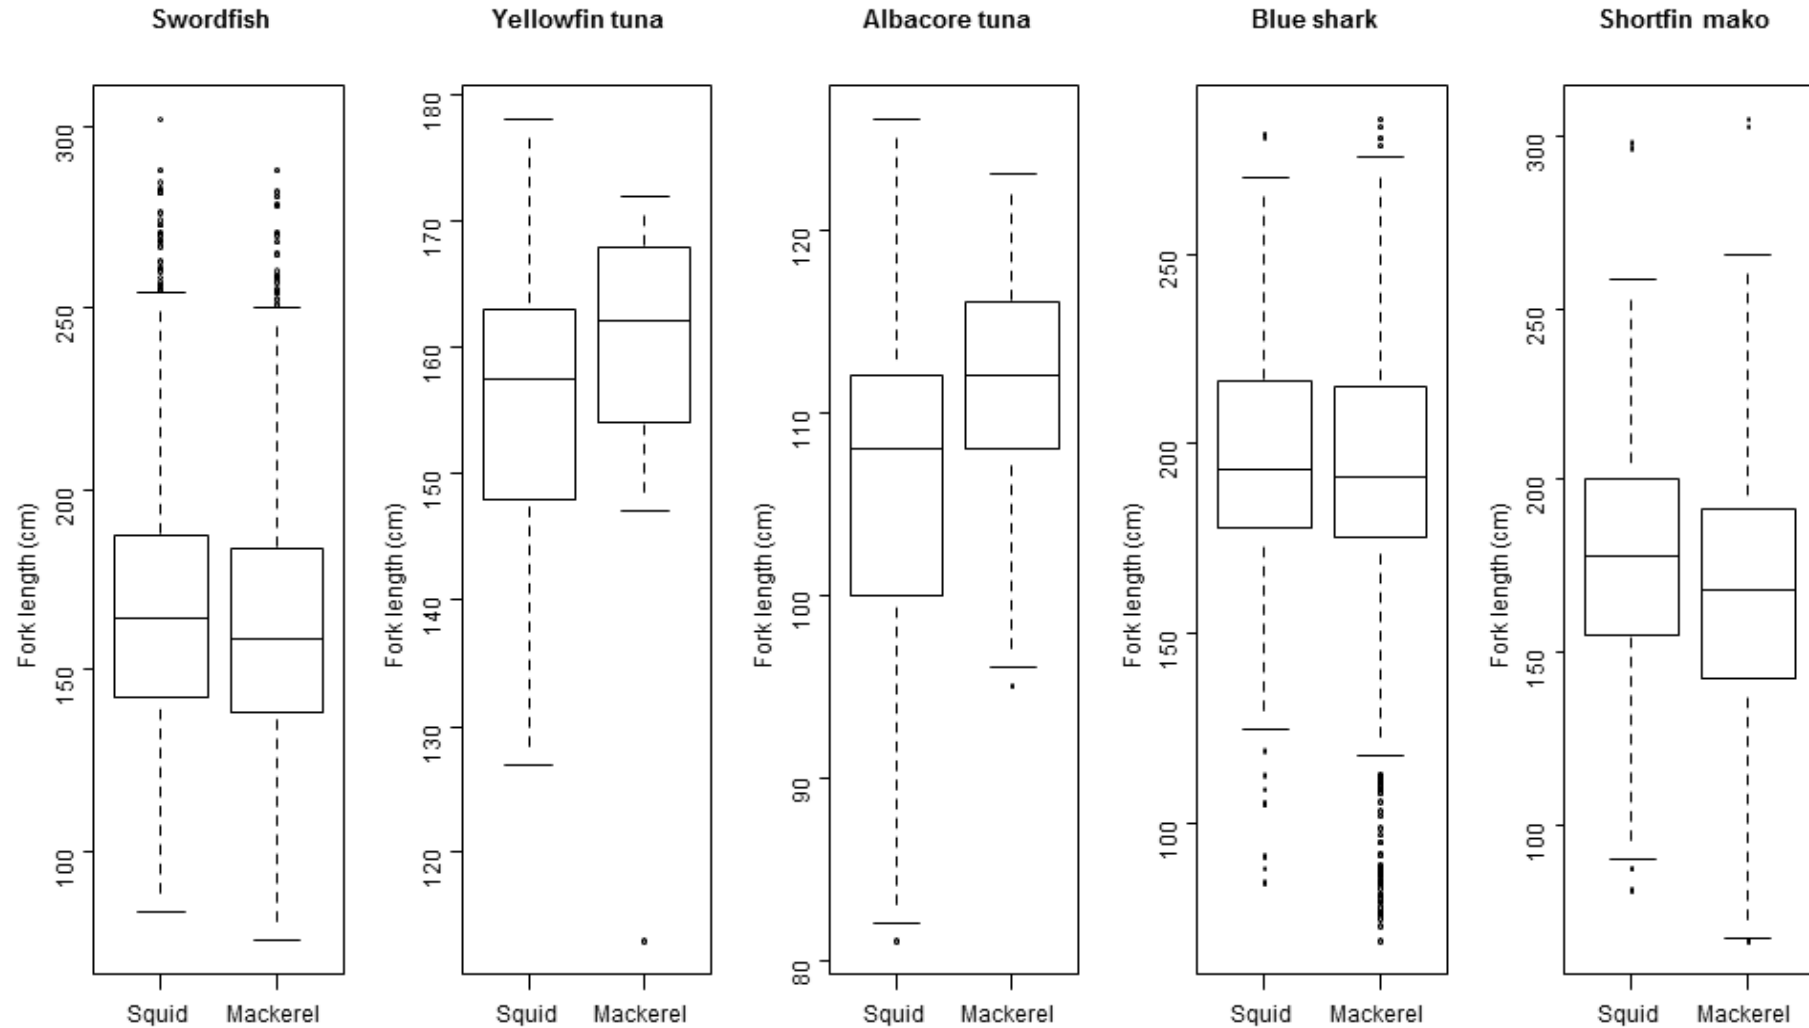 Swordfish
Yellowfin tuna
Albacore tuna
Blue shark
Shortfin mako
Fork length (cm)
300
250
200
150
100
Squid Mackerel
Fork length (cm)
180
170
160
150
140
130
120
Squid Mackerel
Fork length (cm)
120
110
100
90
80
Squid Mackerel
Fork length (cm)
250
200
150
100
Squid Mackerel
Fork length (cm)
300
250
200
150
100
Squid Mackerel